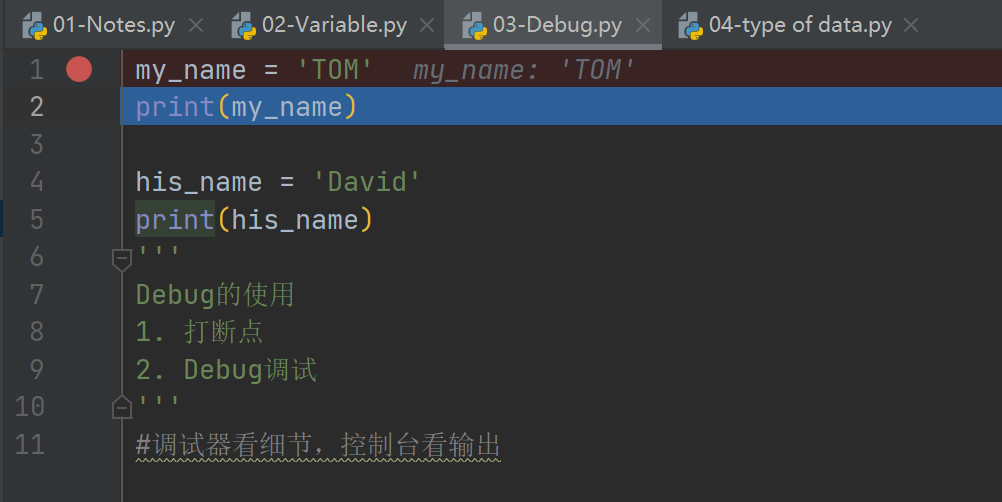 01-Notes.py 02-Variable.py 03-Debug.py 04-type of data.py
1 my_name = 'TOM' my_name: 'TOM'
2 print(my_name)
3
4 his_name = 'David'
5 print(his_name)
6 '''
7 Debug的使用
8 1. 打断点
9 2. Debug调试
10 '''
11 #调试器看细节，控制台看输出